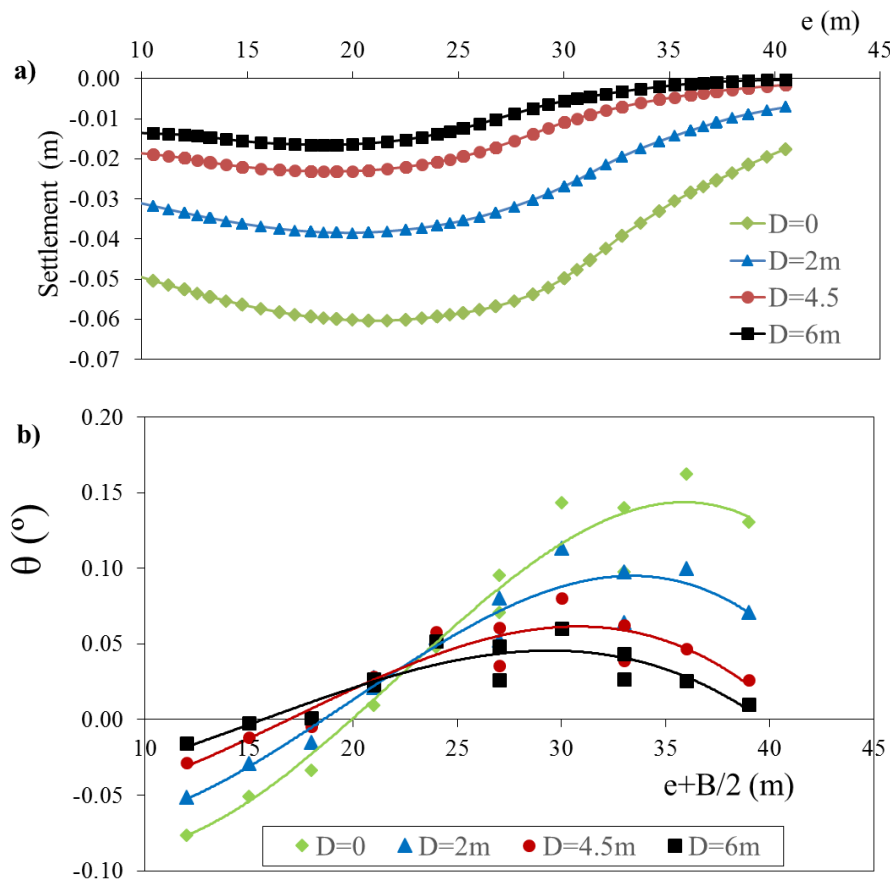 e (m)
10 15 20 25 30 35 40 45
a)
0.00
-0.01
-0.02
-0.03
-0.04
-0.05
-0.06
-0.07
Settlement (m)
D=0
D=2m
D=4.5
D=6m
b)
0.20
0.15
0.10
0.05
0.00
-0.05
-0.10
θ (º)
10 15 20 25 30 35 40 45
e+B/2 (m)
D=0 D=2m D=4.5m D=6m